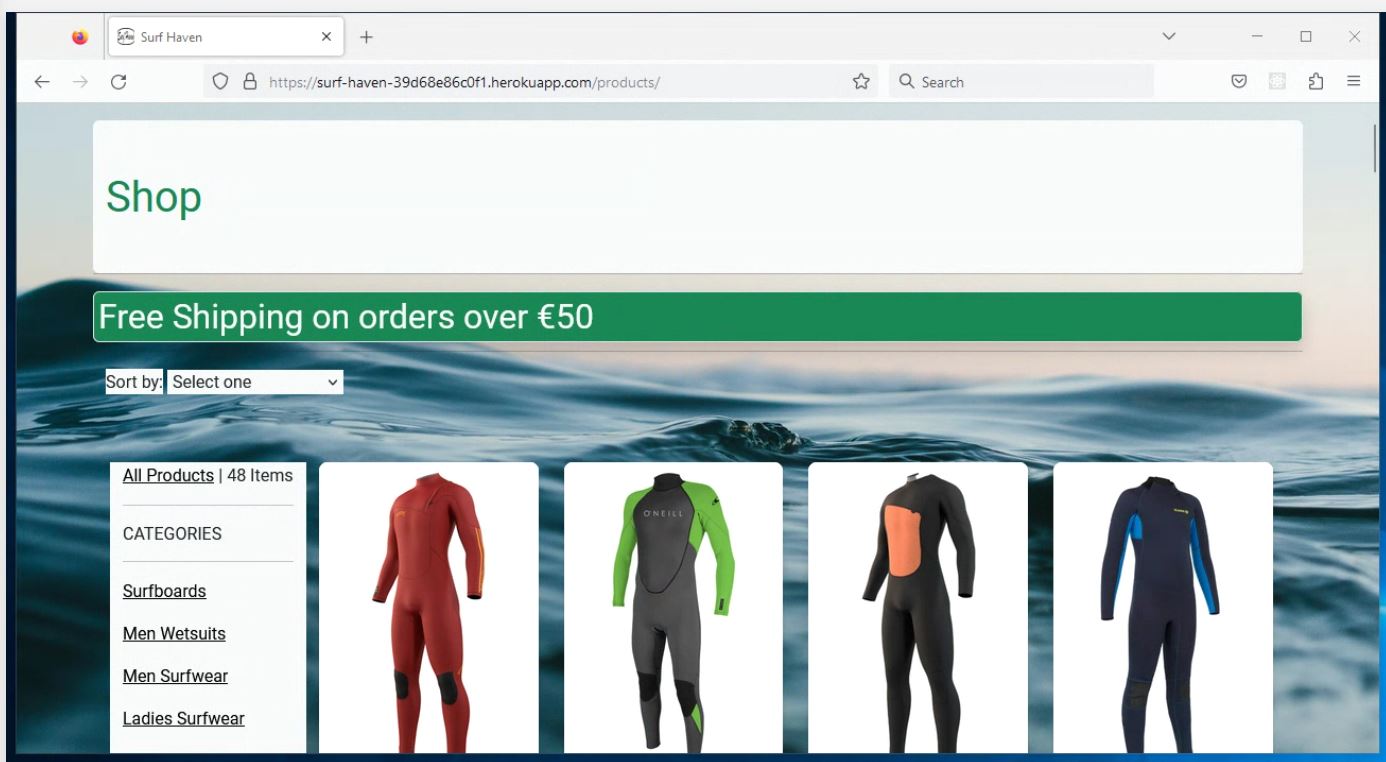 Surf Haven
https://surf-haven-39d68e86c0f1.herokuapp.com/products/
Search
Shop
Free Shipping on orders over €50
Sort by: Select one
All Products | 48 Items
CATEGORIES
Surfboards
Men Wetsuits
Men Surfwear
Ladies Surfwear
O'NEILL